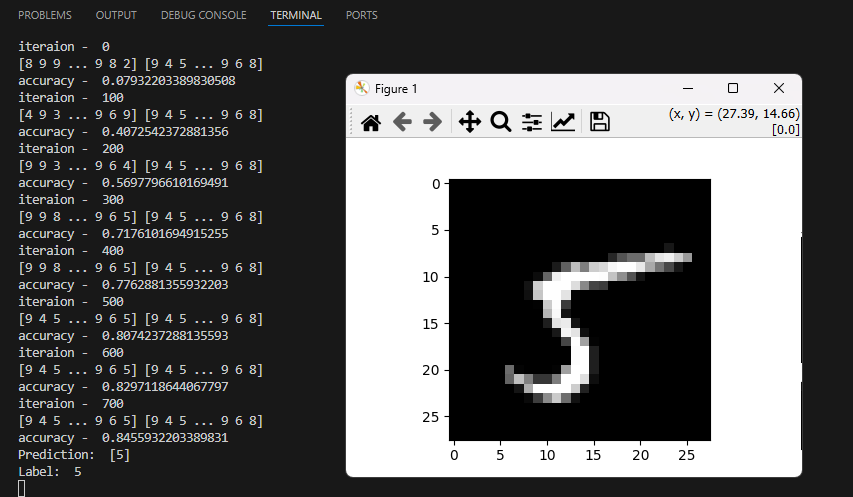 PROBLEMS OUTPUT DEBUG CONSOLE TERMINAL PORTS
iteraion - 0
[8 9 9 ... 9 8 2] [9 4 5 ... 9 6 8]
accuracy - 0.07932203389830508
iteraion - 100
[4 9 3 ... 9 6 9] [9 4 5 ... 9 6 8]
accuracy - 0.4072542372881356
iteraion - 200
[9 9 3 ... 9 6 4] [9 4 5 ... 9 6 8]
accuracy - 0.5697796610169491
iteraion - 300
[9 9 8 ... 9 6 5] [9 4 5 ... 9 6 8]
accuracy - 0.7176101694915255
iteraion - 400
[9 9 8 ... 9 6 5] [9 4 5 ... 9 6 8]
accuracy - 0.7762881355932203
iteraion - 500
[9 4 5 ... 9 6 5] [9 4 5 ... 9 6 8]
accuracy - 0.8074237288135593
iteraion - 600
[9 4 5 ... 9 6 5] [9 4 5 ... 9 6 8]
accuracy - 0.8297118644067797
iteraion - 700
[9 4 5 ... 9 6 5] [9 4 5 ... 9 6 8]
accuracy - 0.8455932203389831
Prediction: [5]
Label: 5
Figure 1
(x, y) = (27.39, 14.66)
[0.0]
0
5
10
15
20
25
0 5 10 15 20 25
5